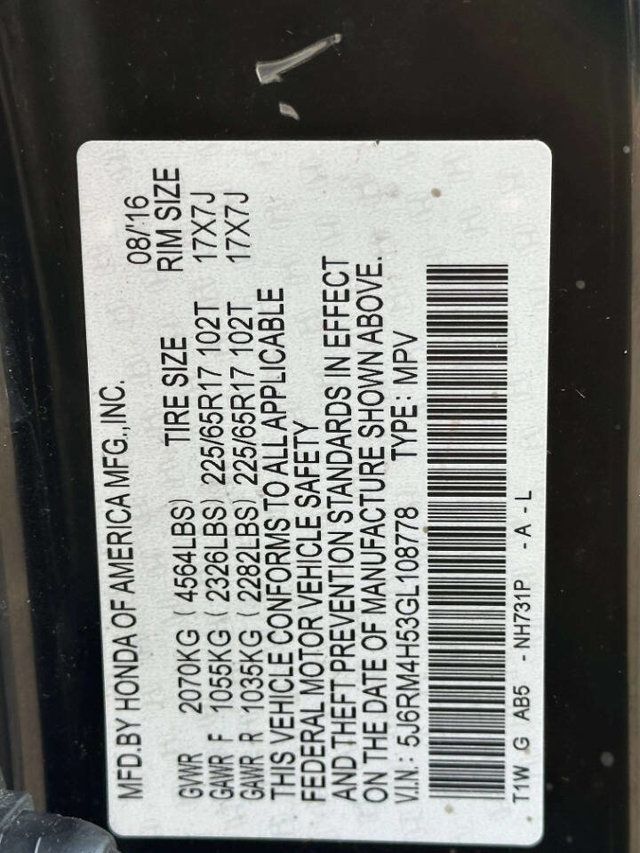 MFD.BY HONDA OF AMERICA MFG.,INC. 08/'16
GVWR 2070KG ( 4564LBS) TIRE SIZE RIM SIZE
GAWR F 1055KG ( 2326LBS) 225/65R17 102T 17X7J
GAWR R 1035KG ( 2282LBS) 225/65R17 102T 17X7J
THIS VEHICLE CONFORMS TO ALL APPLICABLE
FEDERAL MOTOR VEHICLE SAFETY
AND THEFT PREVENTION STANDARDS IN EFFECT
ON THE DATE OF MANUFACTURE SHOWN ABOVE.
V.I.N.: 5J6RM4H53GL108778 TYPE: MPV
T1W G AB5 - NH731P - A - L